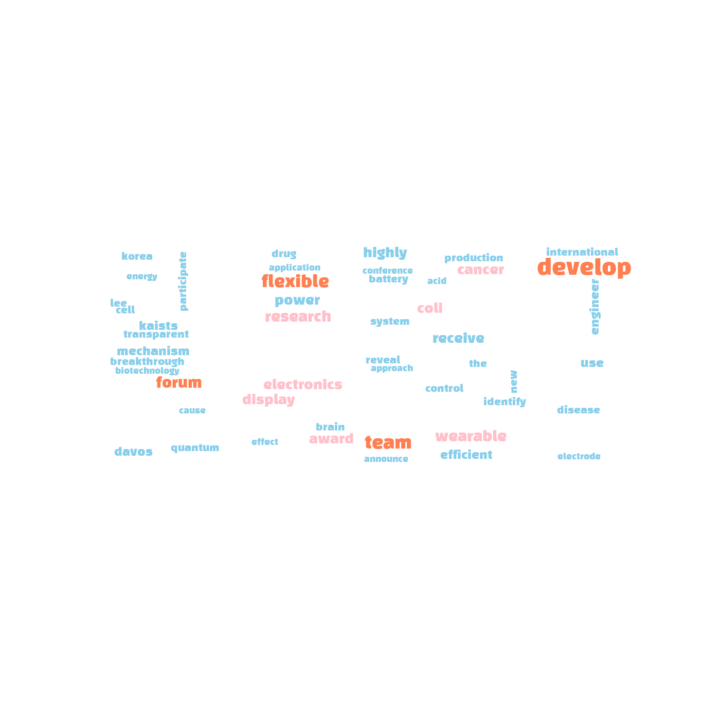 korea
energy
participate
lee
cell
kaists
transparent
mechanism
breakthrough
biotechnology
forum
cause
davos
quantum
drug
application
flexible
power
research
electronics
display
brain
award
effect
highly
conference
battery
system
reveal
approach
team
announce
production
cancer
acid
coll
receive
the
new
control
identify
wearable
efficient
international
develop
engineer
use
disease
electrode